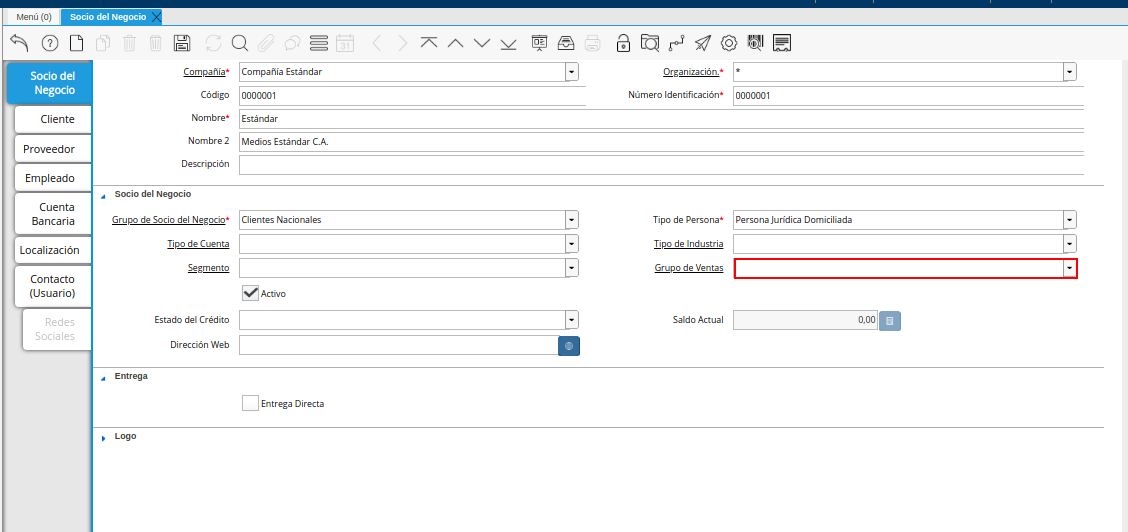 Menú (0) Socio del Negocio
31
Socio del
Negocio
Cliente
Proveedor
Empleado
Cuenta
Bancaria
Localización
Contacto
(Usuario)
Redes
Sociales
Compañía* Compañía Estándar Organización.* *
Código 0000001 Número Identificación* 0000001
Nombre* Estándar
Nombre 2 Medios Estándar C.A.
Descripción
Socio del Negocio
Grupo de Socio del Negocio* Clientes Nacionales Tipo de Persona* Persona Jurídica Domiciliada
Tipo de Cuenta Tipo de Industria
Segmento Grupo de Ventas
Activo
Estado del Crédito Saldo Actual 0,00
Dirección Web
Entrega
Entrega Directa
Logo